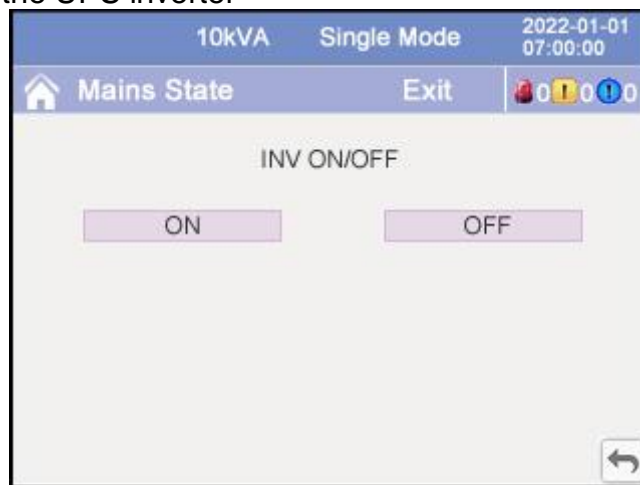 the UPS inverter
10kVA Single Mode 2022-01-01
07:00:00
Mains State Exit 0 ! 0 ! 0
INV ON/OFF
ON OFF